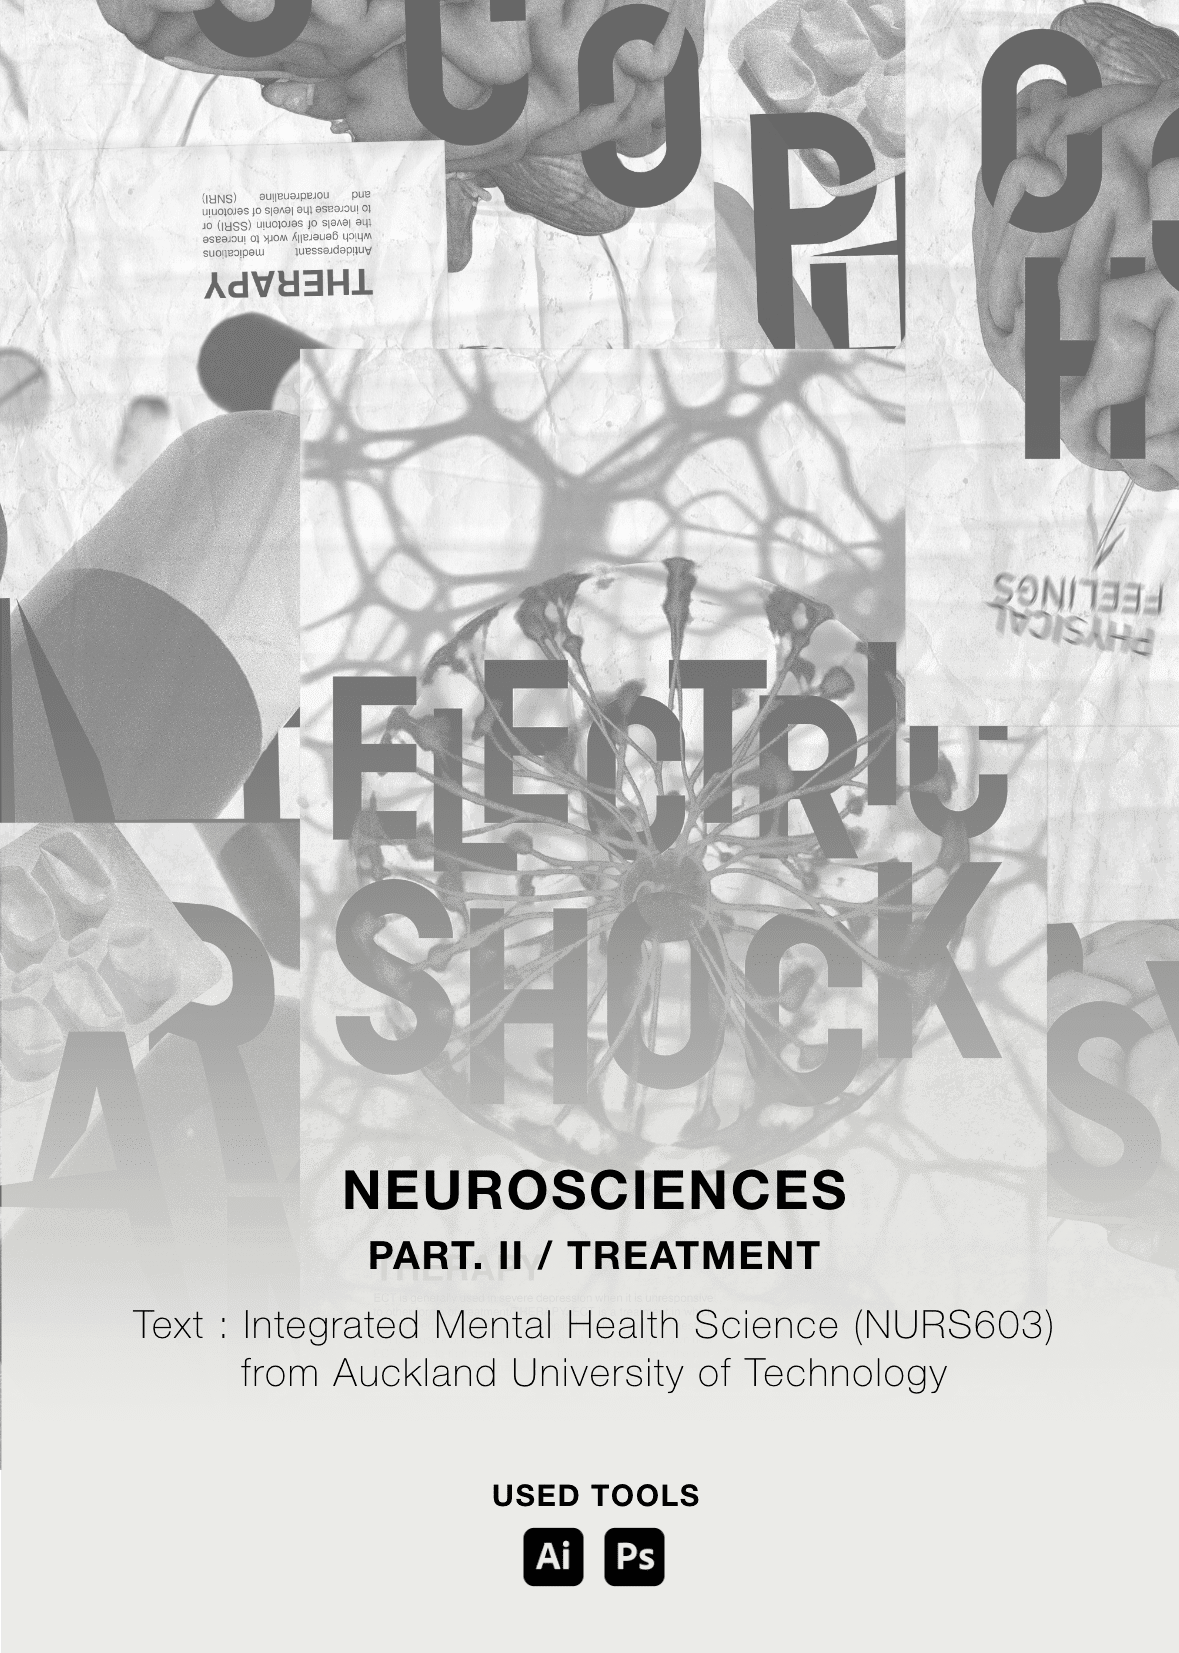 THERAPY
Antidepressant medications
which generally work to increase
the levels of serotonin (SSRI) or
to increase the levels of serotonin
and noradrenaline (SNRI)
PHYSICAL
FEELINGS
ELECTRIC
SHOCK
NEUROSCIENCES
PART. II / TREATMENT
THERAPY
Text : Integrated Mental Health Science (NURS603)
from Auckland University of Technology
USED TOOLS
Ai Ps